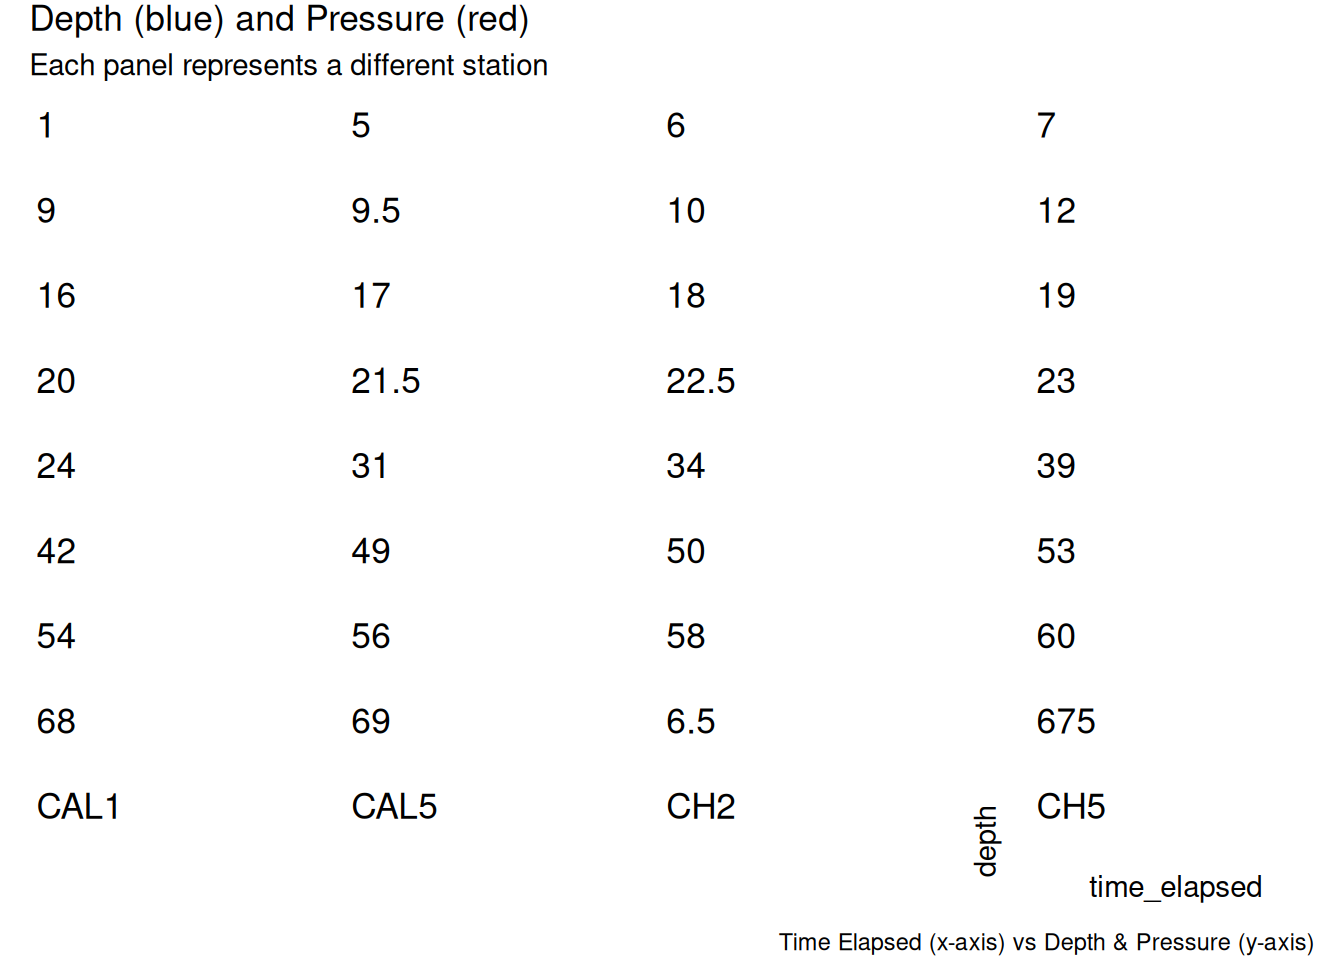 Depth (blue) and Pressure (red)
Each panel represents a different station
1 5 6 7
9 9.5 10 12
16 17 18 19
20 21.5 22.5 23
24 31 34 39
42 49 50 53
54 56 58 60
68 69 6.5 675
CAL1 CAL5 CH2 CH5
depth
time_elapsed
Time Elapsed (x-axis) vs Depth & Pressure (y-axis)